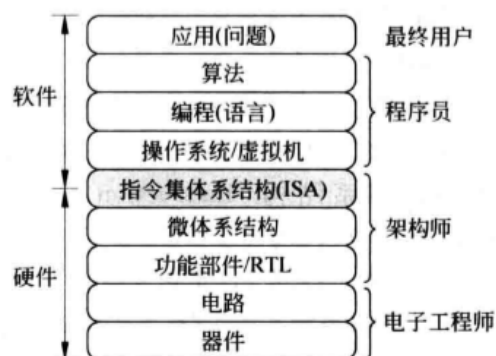 应用(问题)
最终用户
算法
软件
编程(语言)
程序员
操作系统/虚拟机
指令集体系结构(ISA)
微体系结构
架构师
硬件
功能部件/RTL
电路
电子工程师
器件